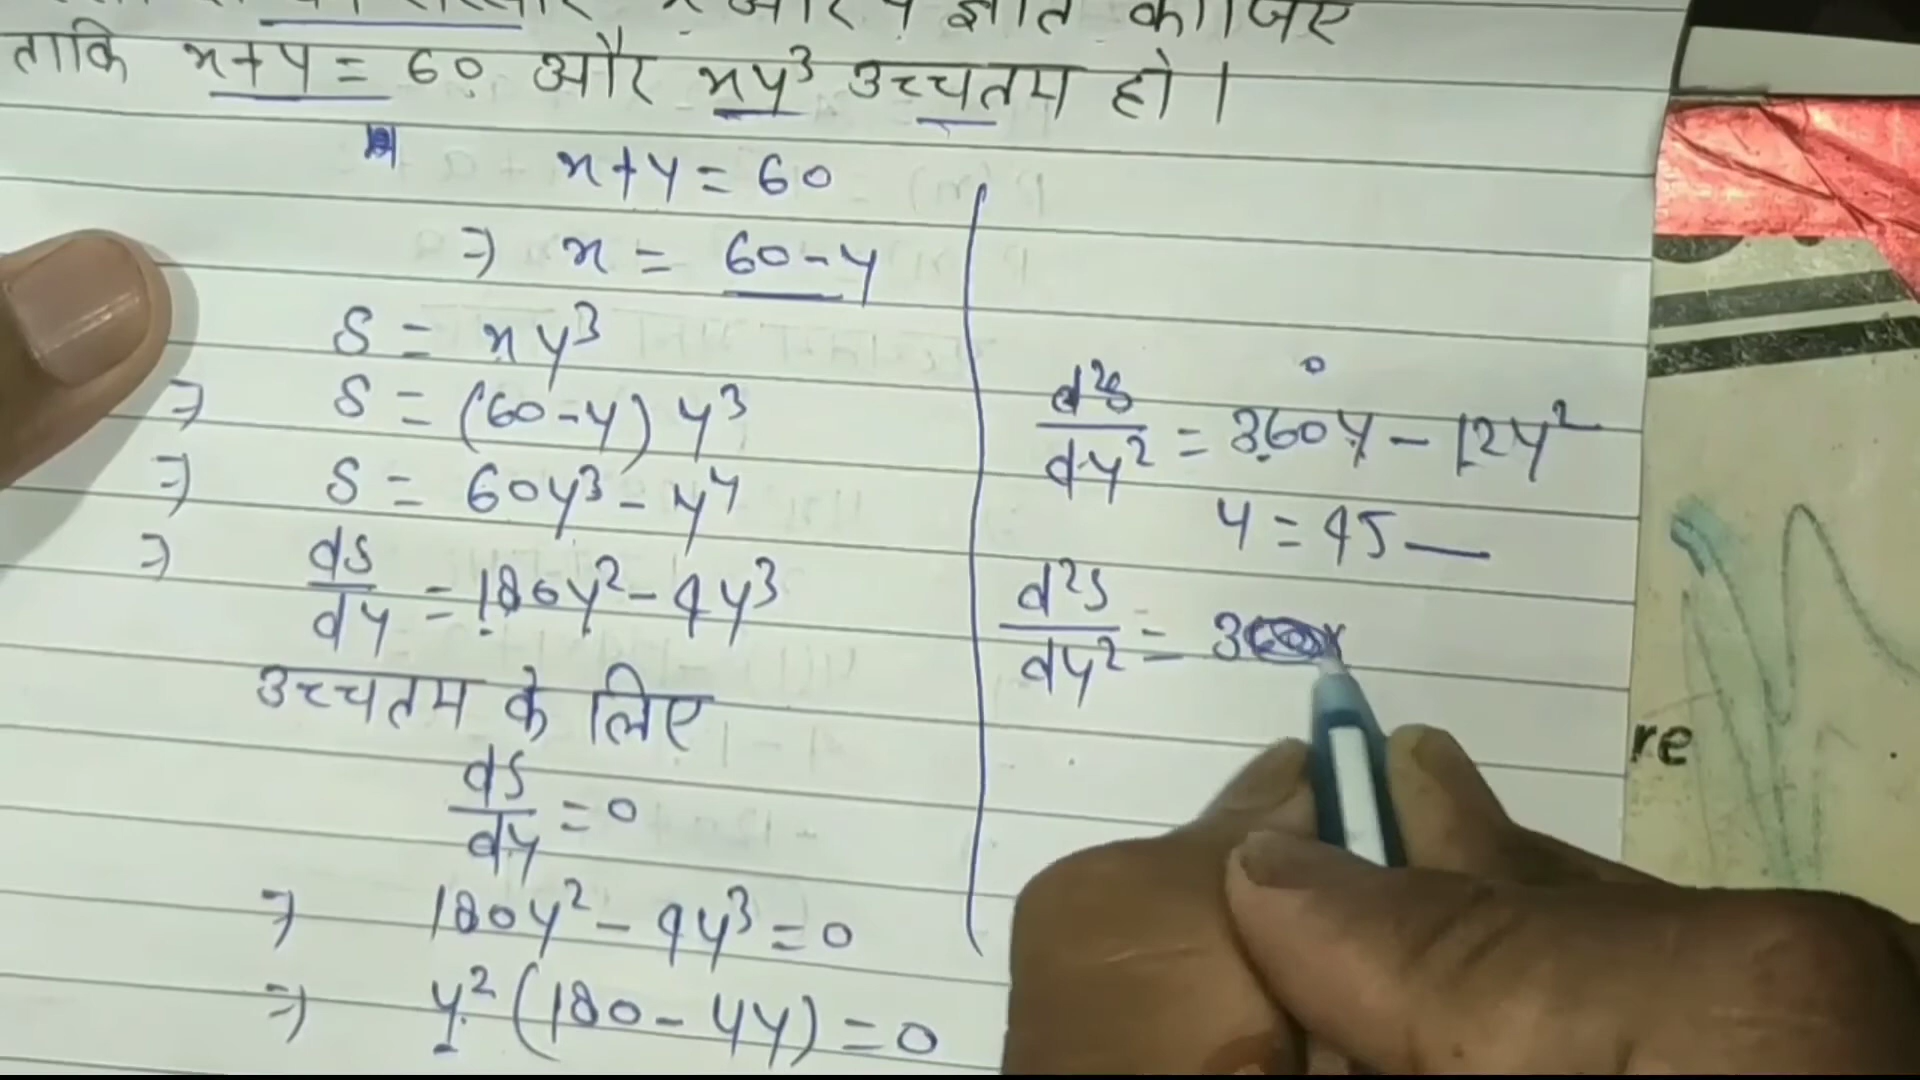 x और y ज्ञात कीजिए
ताकि x+y = 60 और xy³ उच्चतम हो।
x+y = 60
⇒ x = 60-y
S = xy³
⇒ S = (60-y) y³
⇒ S = 60y³ - y⁴
⇒ dS/dy = 180y² - 4y³
उच्चतम के लिए
dS/dy = 0
⇒ 180y² - 4y³ = 0
⇒ y² (180 - 4y) = 0
d²S/dy² = 360y - 12y²
y = 45 —
d²S/dy² = 3
re